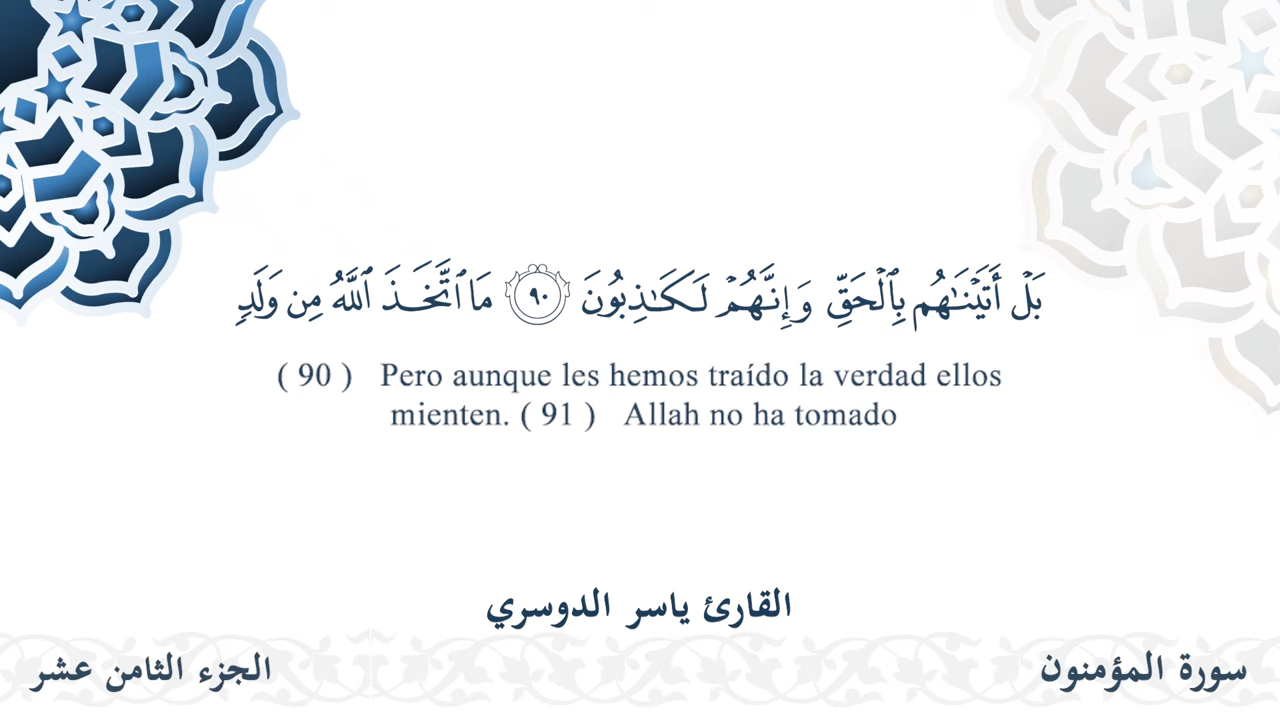 بَلْ أَتَيْنَٰهُم بِٱلْحَقِّ وَإِنَّهُمْ لَكَـٰذِبُونَ ٩٠ مَا ٱتَّخَذَ ٱللَّهُ مِن وَلَدٍ
( 90 ) Pero aunque les hemos traído la verdad ellos
mienten. ( 91 ) Allah no ha tomado
القارئ ياسر الدوسري
سورة المؤمنون
الجزء الثامن عشر